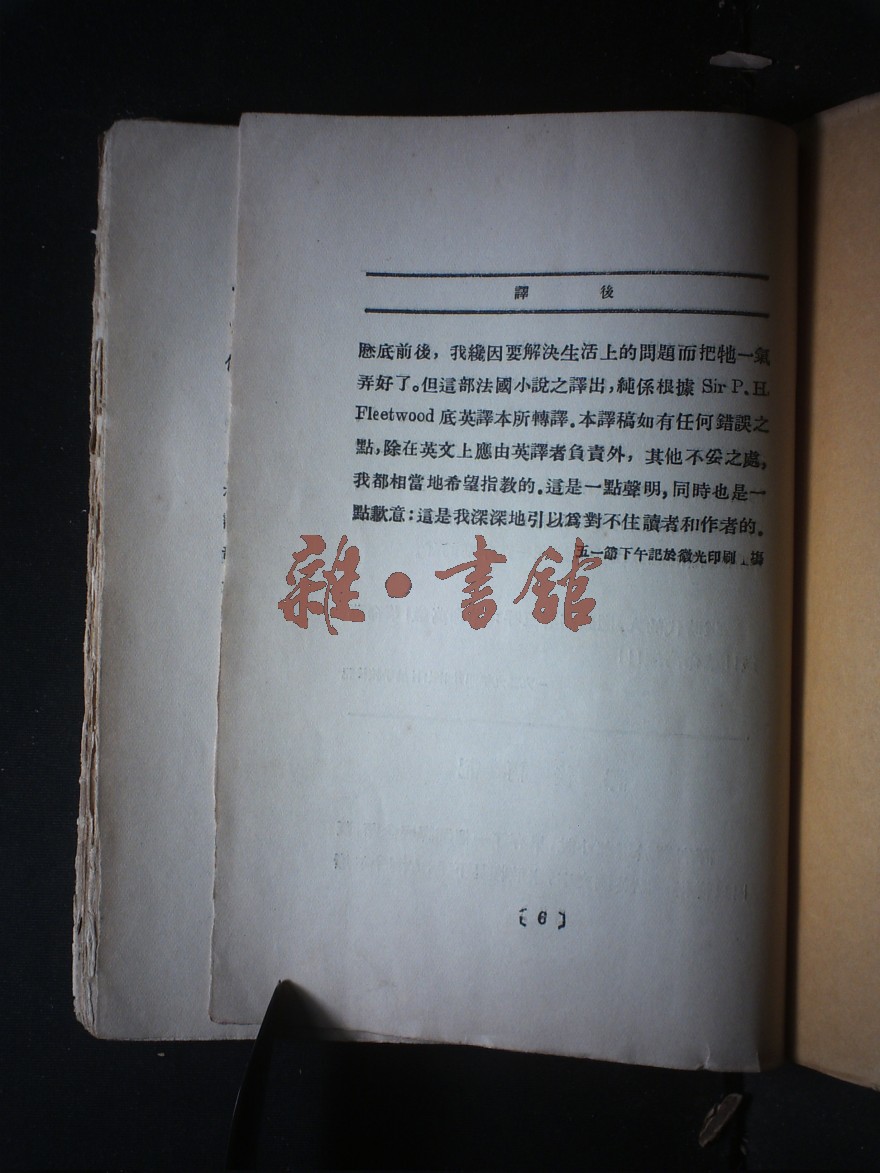 譯 後
懸底前後，我纔因要解決生活上的問題而把牠一氣
弄好了。但這部法國小說之譯出，純係根據 Sir P、H.
Fleetwood 底英譯本所轉譯。本譯稿如有任何錯誤之
點，除在英文上應由英譯者負責外，其他不妥之處，
我都相當地希望指教的。這是一點聲明，同時也是一
點歉意：這是我深深地引以爲對不住讀者和作者的。
五一節下午記於徽光印刷
雜·書館
〔6〕